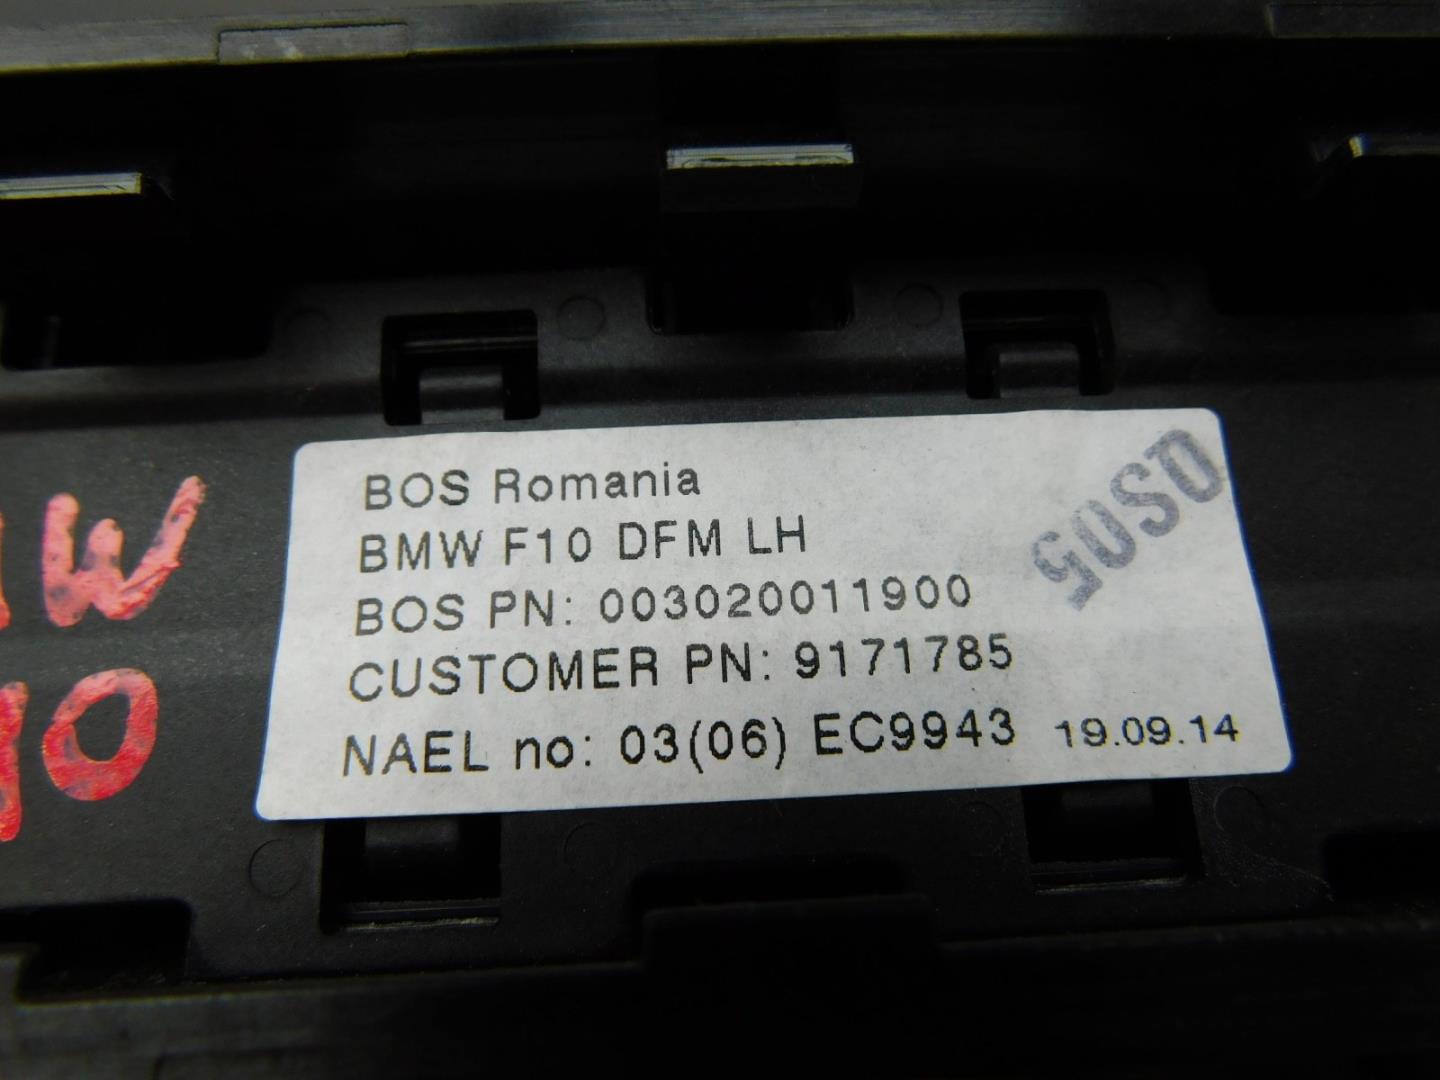 BOS Romania
BMW F10 DFM LH
BOS PN: 003020011900
CUSTOMER PN: 9171785
NAEL no: 03(06) EC9943 19.09.14